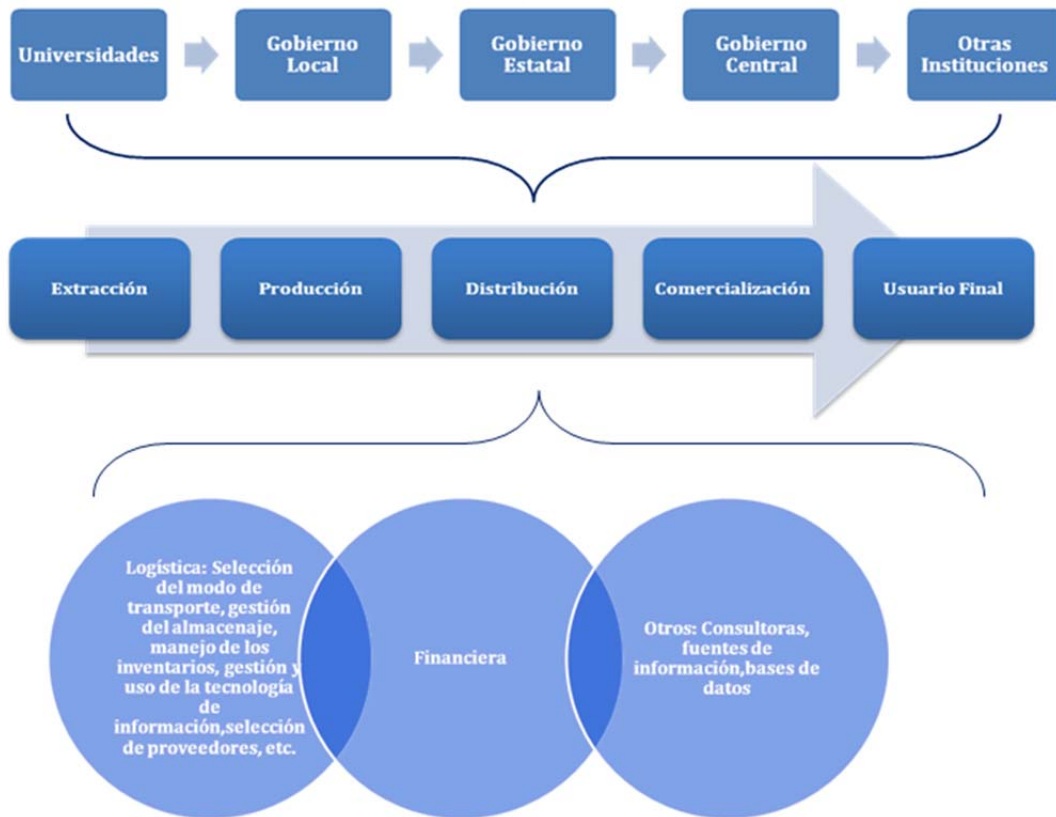 Universidades
Gobierno
Local
Gobierno
Estatal
Gobierno
Central
Otras
Instituciones
Extracción
Producción
Distribución
Comercialización
Usuario Final
Logística: Selección
del modo de
transporte, gestión
del almacenaje,
manejo de los
inventarios, gestión y
uso de la tecnología
de
información,selección
de proveedores, etc.
Financiera
Otros: Consultoras,
fuentes de
información,bases de
datos